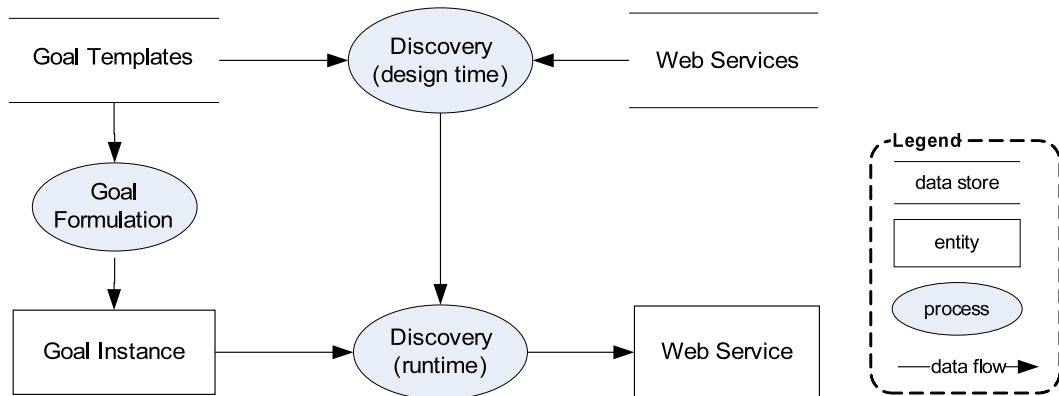 Goal Templates
Discovery
(design time)
Web Services
Goal
Formulation
Goal Instance
Discovery
(runtime)
Web Service
Legend
data store
entity
process
data flow